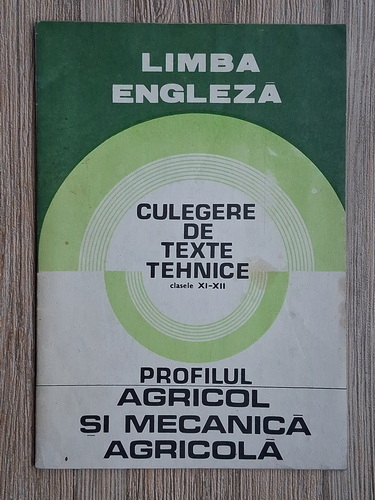 LIMBA
ENGLEZĂ
CULEGERE
DE
TEXTE
TEHNICE
clasele XI-XII
PROFILUL
AGRICOL
ȘI MECANICĂ
AGRICOLĂ